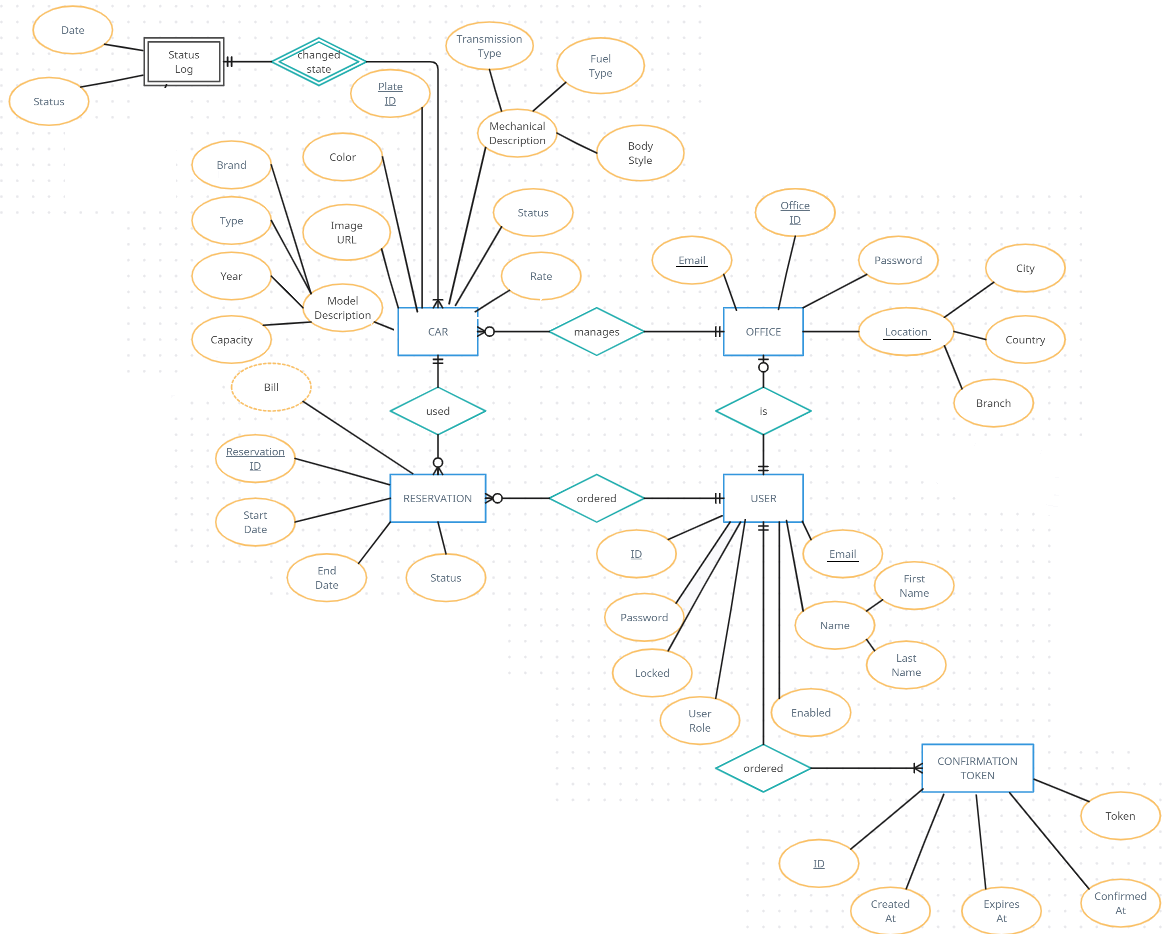 Date
Status
Log
changed
state
Transmission
Type
Fuel
Type
Status
Plate
ID
Mechanical
Description
Body
Style
Brand
Color
Type
Image
URL
Status
Office
ID
Email
Password
City
Year
Model
Description
Rate
Capacity
CAR
manages
OFFICE
Location
Country
Bill
used
is
Branch
Reservation
ID
RESERVATION
ordered
USER
Start
Date
End
Date
Status
ID
Email
Password
Name
First
Name
Locked
Last
Name
User
Role
Enabled
ordered
CONFIRMATION
TOKEN
Token
ID
Created
At
Expires
At
Confirmed
At